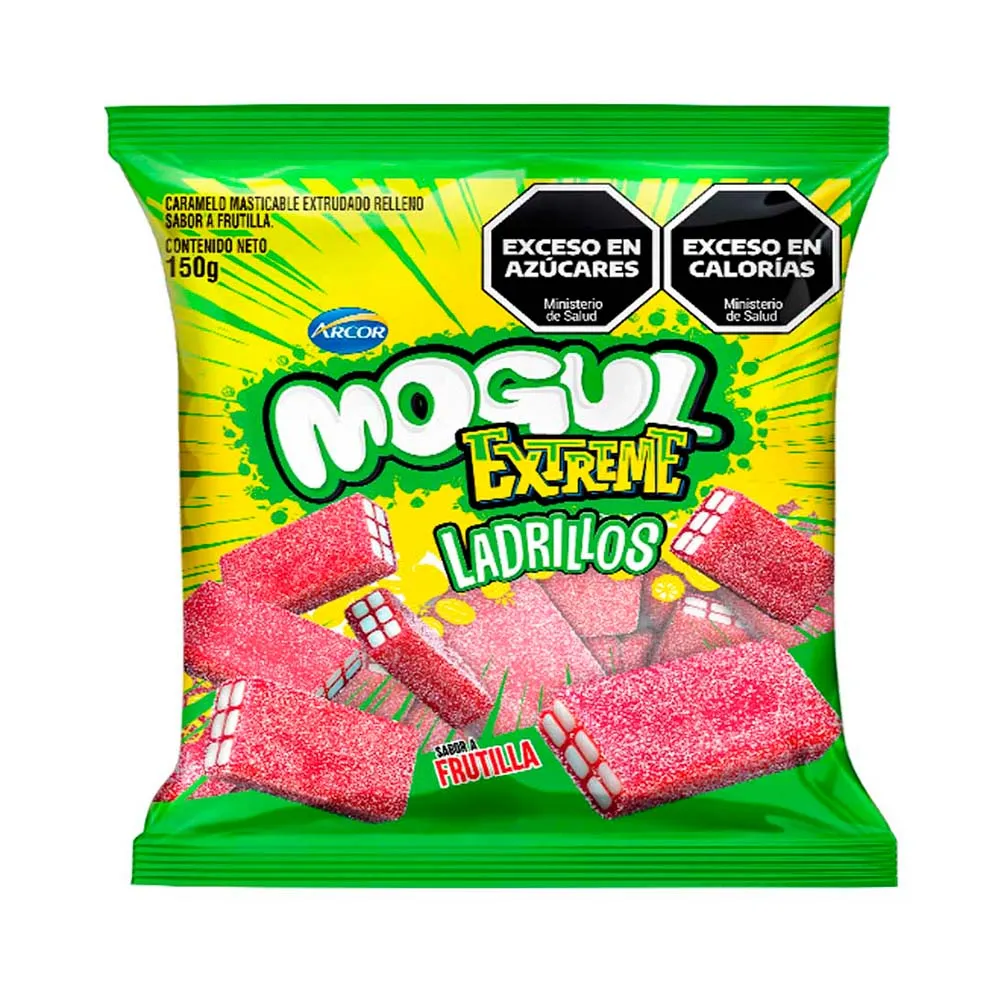 CARAMELO MASTICABLE EXTRUDADO RELLENO
SABOR A FRUTILLA.
CONTENIDO NETO
150g
EXCESO EN
AZÚCARES
Ministerio
de Salud
EXCESO EN
CALORÍAS
Ministerio
de Salud
ARCOR
MOGUL
EXTREME
LADRILLOS
SABOR A
FRUTILLA